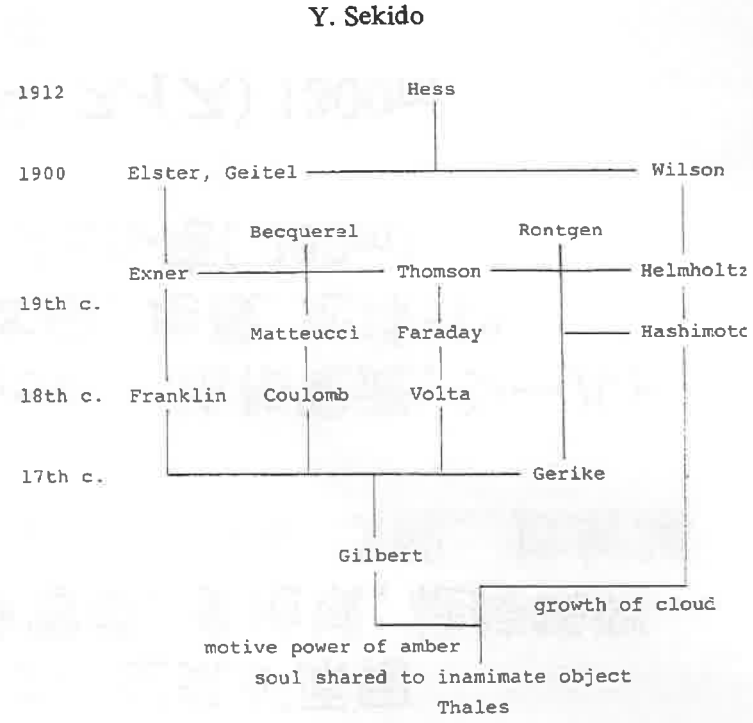 Y. Sekido
1912 Hess
1900 Elster, Geitel Wilson
Becquerel Rontgen
Exner Thomson Helmholtz
19th c.
Matteucci Faraday Hashimoto
18th c. Franklin Coulomb Volta
17th c. Gerike
Gilbert
growth of cloud
motive power of amber
soul shared to inamimate object
Thales